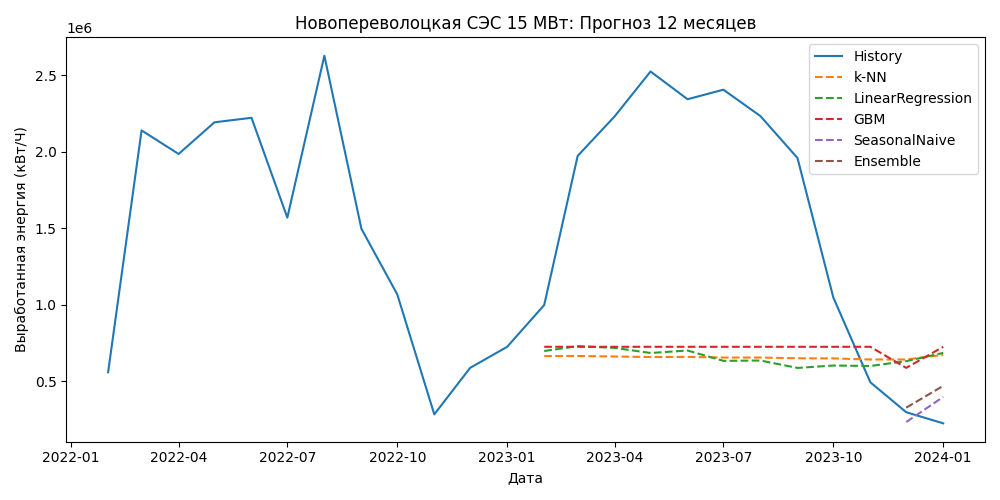 Новопереволоцкая СЭС 15 МВт: Прогноз 12 месяцев
1e6
History
k-NN
LinearRegression
GBM
SeasonalNaive
Ensemble
2.5
2.0
1.5
1.0
0.5
Выработанная энергия (кВт/Ч)
2022-01 2022-04 2022-07 2022-10 2023-01 2023-04 2023-07 2023-10 2024-01
Дата